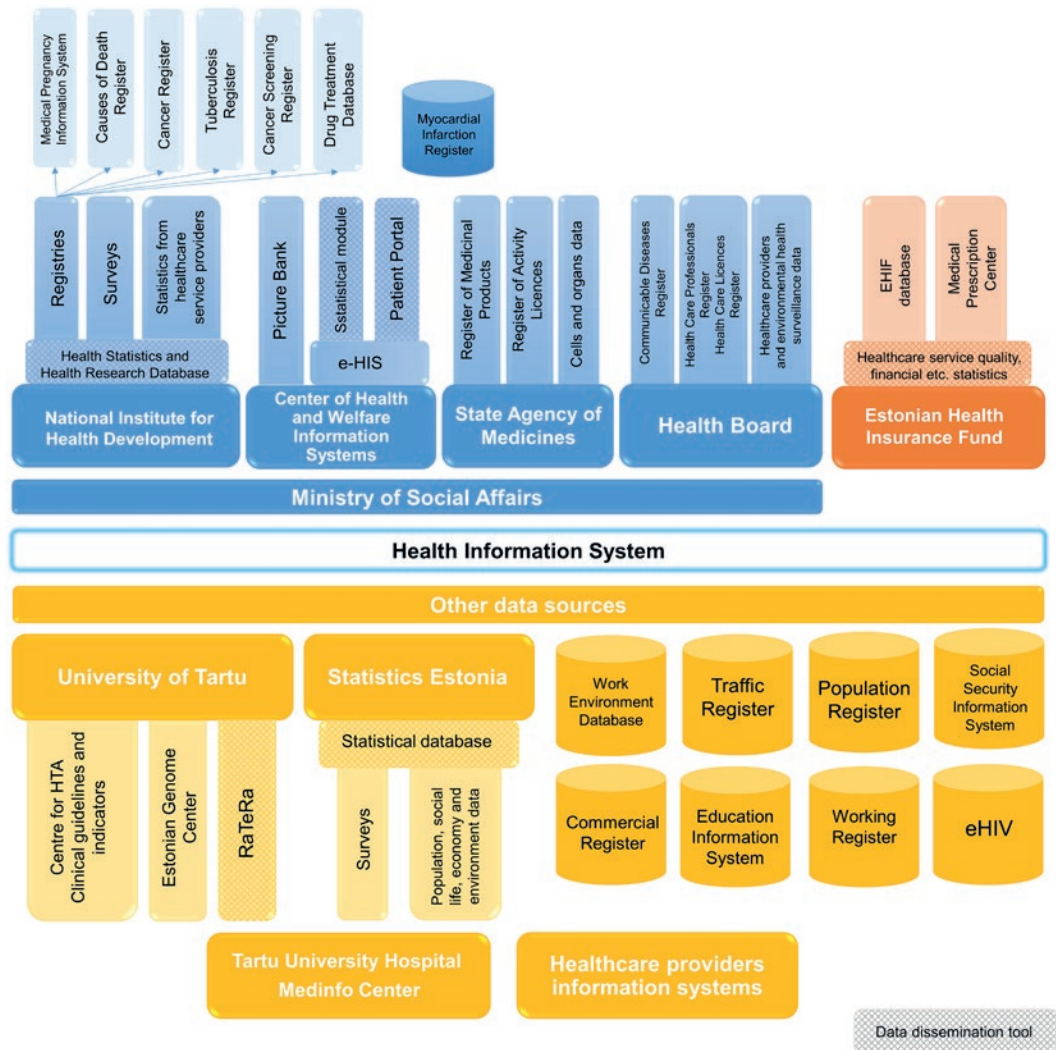 Medical Pregnancy
Information System
Causes of Death
Register
Cancer Register
Tuberculosis
Register
Cancer Screening
Register
Drug Treatment
Database
Myocardial
Infarction
Register
Registries
Surveys
Statistics from
healthcare
service providers
Picture Bank
Sstatistical module
Patient Portal
Register of Medicinal
Products
Register of Activity
Licences
Cells and organs data
Communicable Diseases
Register
Health Care Professionals
Register
Health Care Licences
Register
Healthcare providers
and environmental health
surveillance data
EHIF
database
Medical
Prescription
Center
Health Statistics and
Health Research Database
e-HIS
Healthcare service quality,
financial etc. statistics
National Institute for
Health Development
Center of Health
and Welfare
Information
Systems
State Agency of
Medicines
Health Board
Estonian Health
Insurance Fund
Ministry of Social Affairs
Health Information System
Other data sources
University of Tartu
Statistics Estonia
Work
Environment
Database
Traffic
Register
Population
Register
Social
Security
Information
System
Statistical database
Centre for HTA
Clinical guidelines and
indicators
Estonian Genome
Center
RaTeRa
Surveys
Population, social
life, economy and
environment data
Commercial
Register
Education
Information
System
Working
Register
eHIV
Tartu University Hospital
Medinfo Center
Healthcare providers
information systems
Data dissemination tool